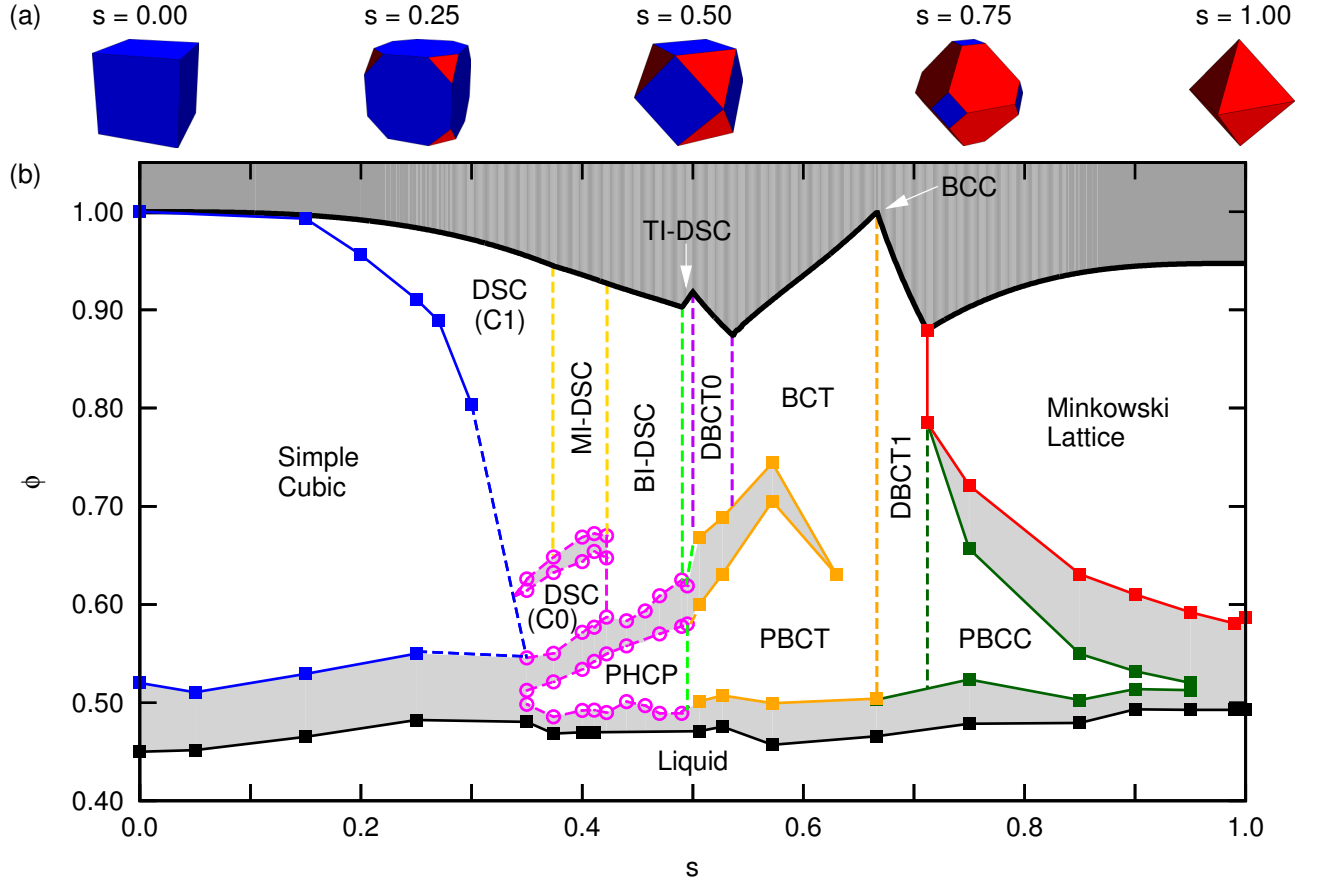 (a)
s = 0.00
s = 0.25
s = 0.50
s = 0.75
s = 1.00
(b)
BCC
TI-DSC
DSC
(C1)
MI-DSC
BI-DSC
DBCT0
BCT
DBCT1
Minkowski
Lattice
Simple
Cubic
DSC
(C0)
PHCP
PBCT
PBCC
Liquid
1.00
0.90
0.80
0.70
0.60
0.50
0.40
ϕ
0.0
0.2
0.4
0.6
0.8
1.0
s